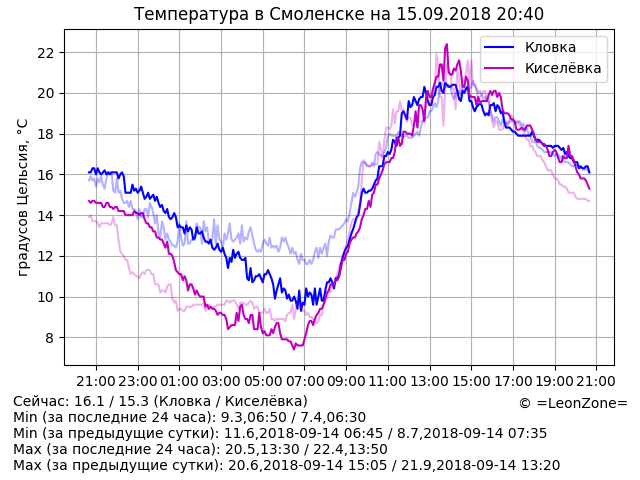 Температура в Смоленске на 15.09.2018 20:40
Кловка
Киселёвка
градусов Цельсия, °C
22
20
18
16
14
12
10
8
21:00 23:00 01:00 03:00 05:00 07:00 09:00 11:00 13:00 15:00 17:00 19:00 21:00
Сейчас: 16.1 / 15.3 (Кловка / Киселёвка)
© =LeonZone=
Min (за последние 24 часа): 9.3,06:50 / 7.4,06:30
Min (за предыдущие сутки): 11.6,2018-09-14 06:45 / 8.7,2018-09-14 07:35
Max (за последние 24 часа): 20.5,13:30 / 22.4,13:50
Max (за предыдущие сутки): 20.6,2018-09-14 15:05 / 21.9,2018-09-14 13:20